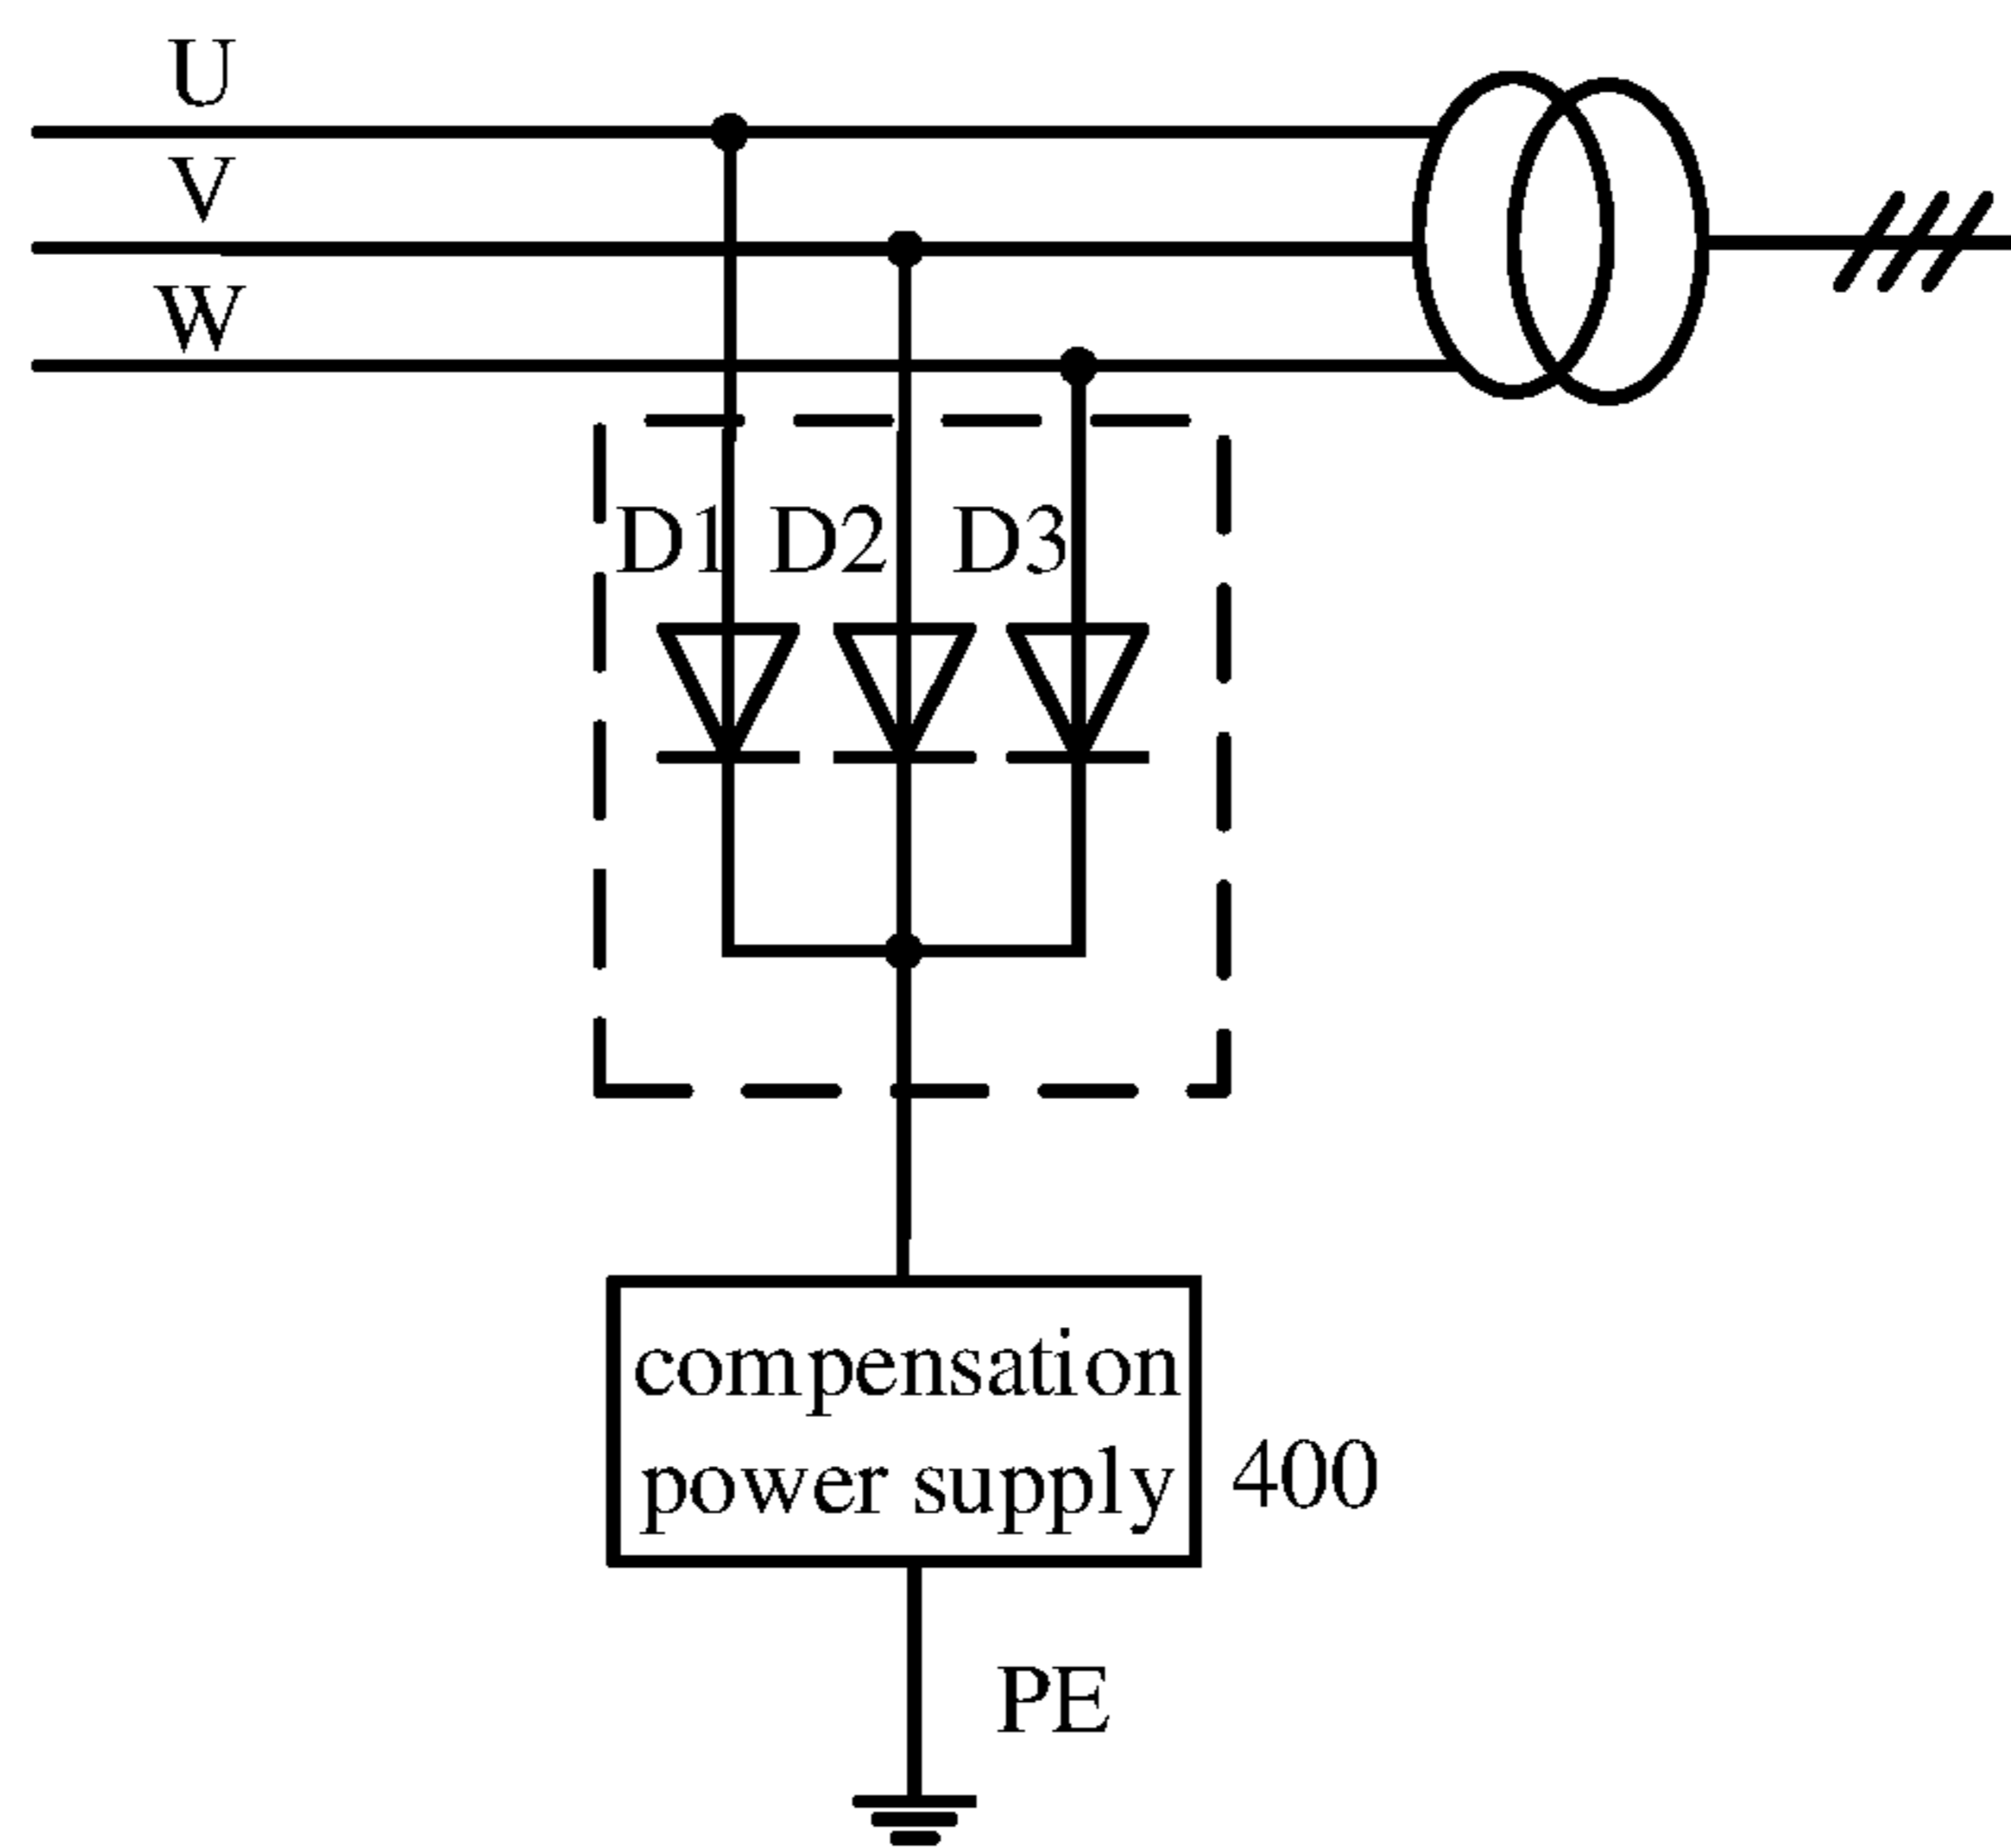 U
V
W
D1 D2 D3
compensation
power supply
400
PE